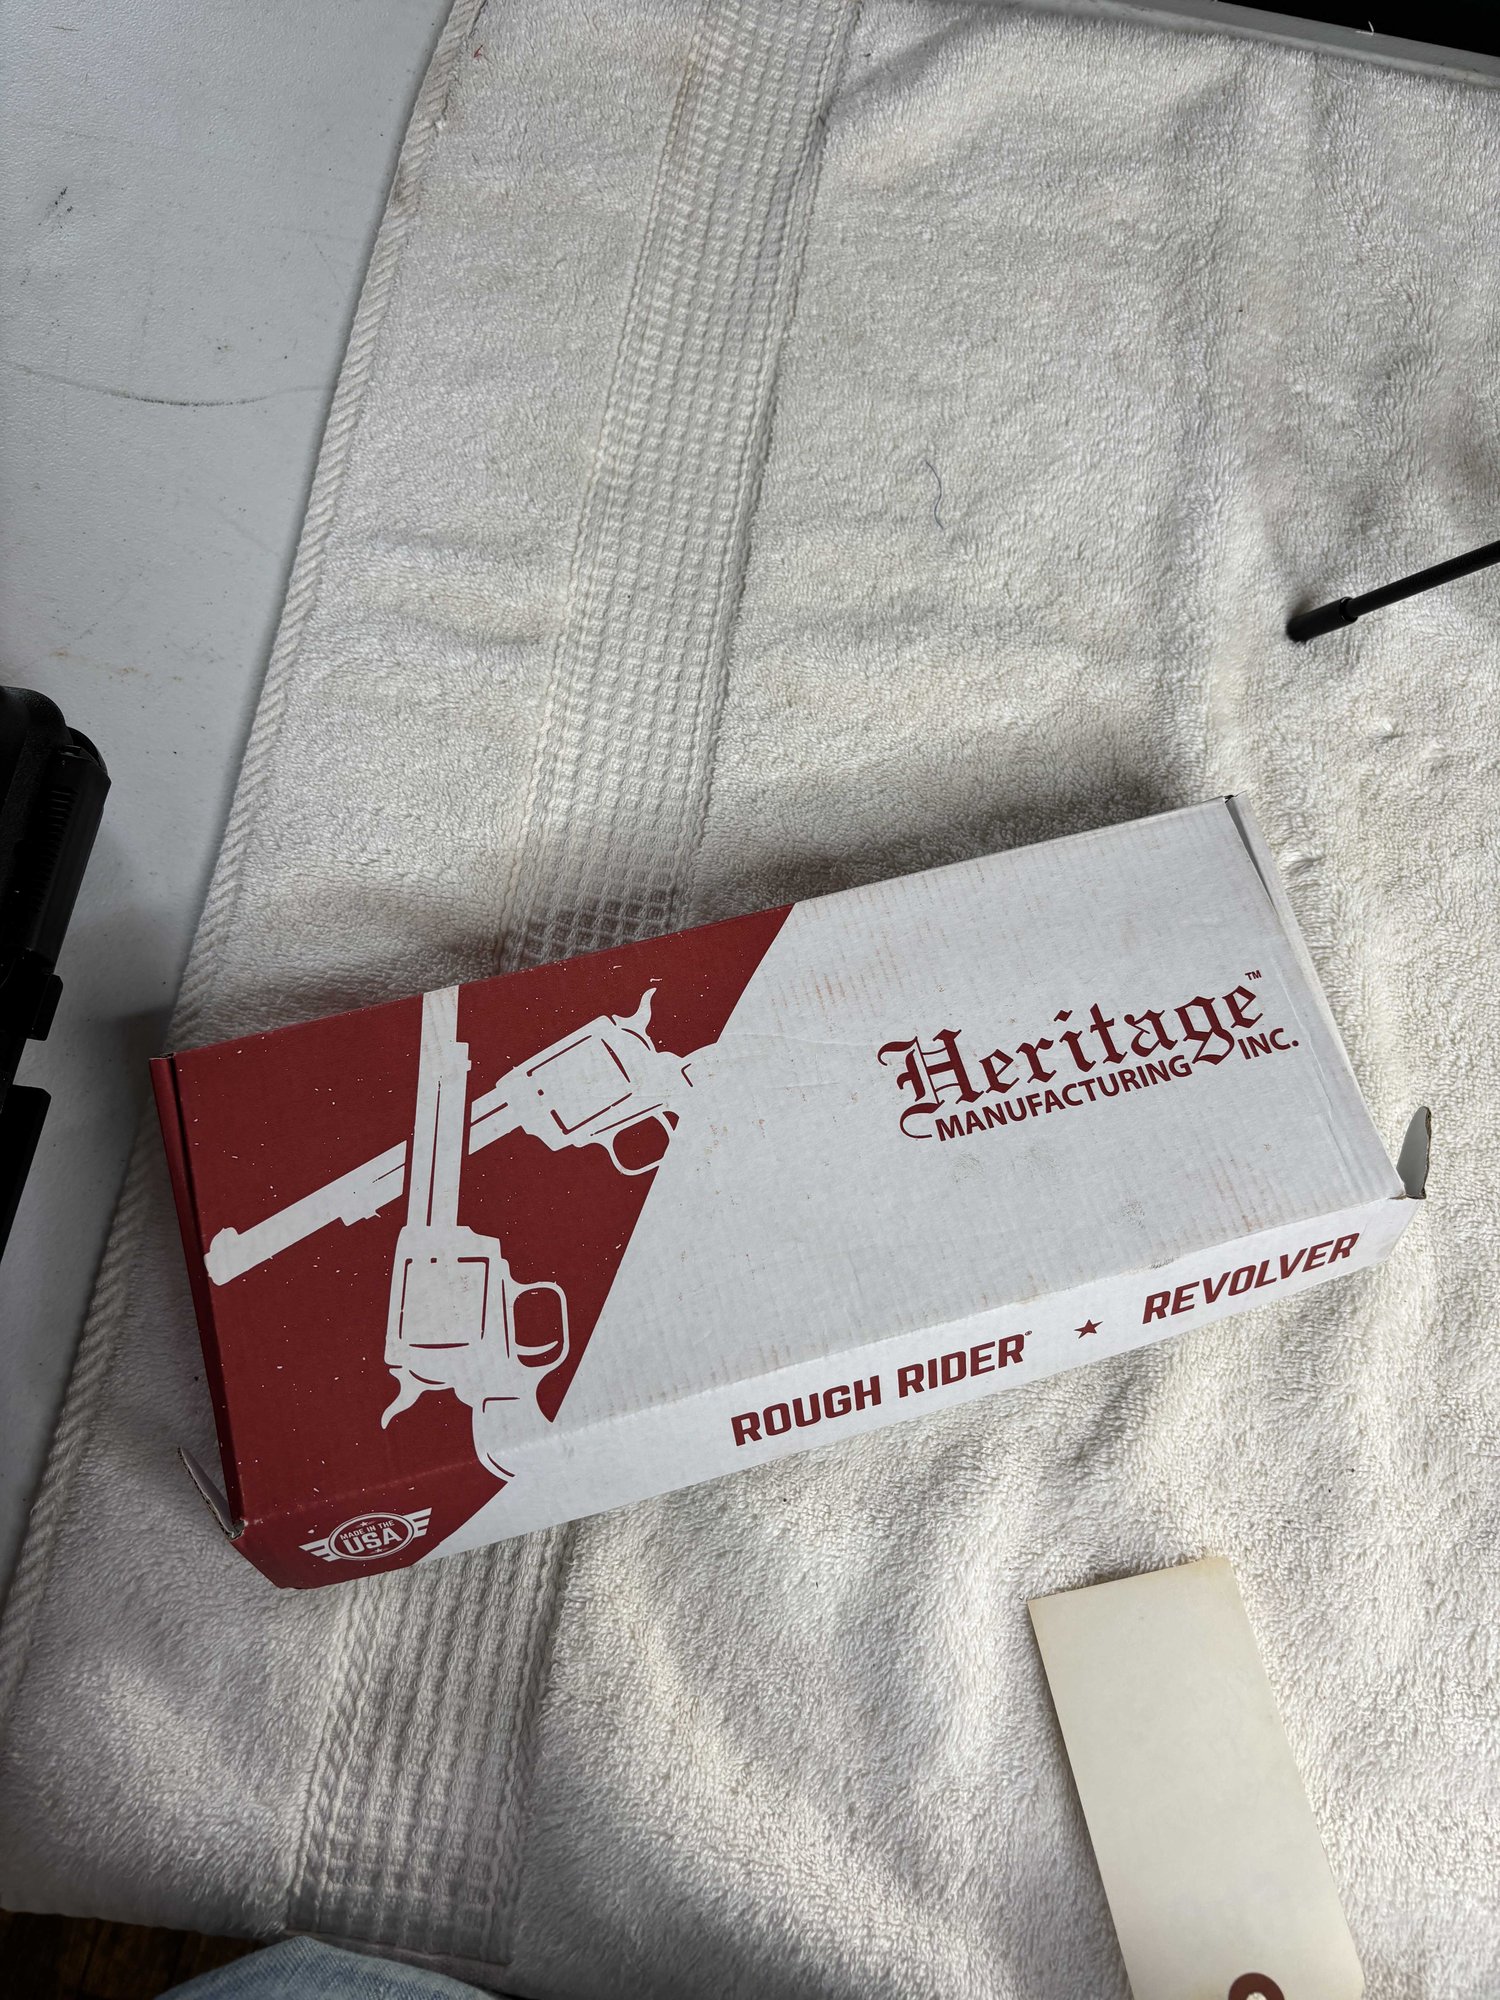 Heritage™
MANUFACTURING INC.
ROUGH RIDER® ★ REVOLVER
MADE IN THE
USA